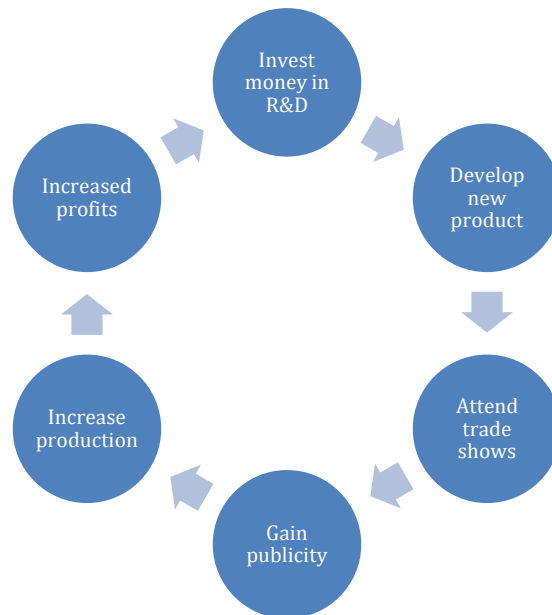 Invest
money in
R&D
Develop
new
product
Attend
trade
shows
Gain
publicity
Increase
production
Increased
profits